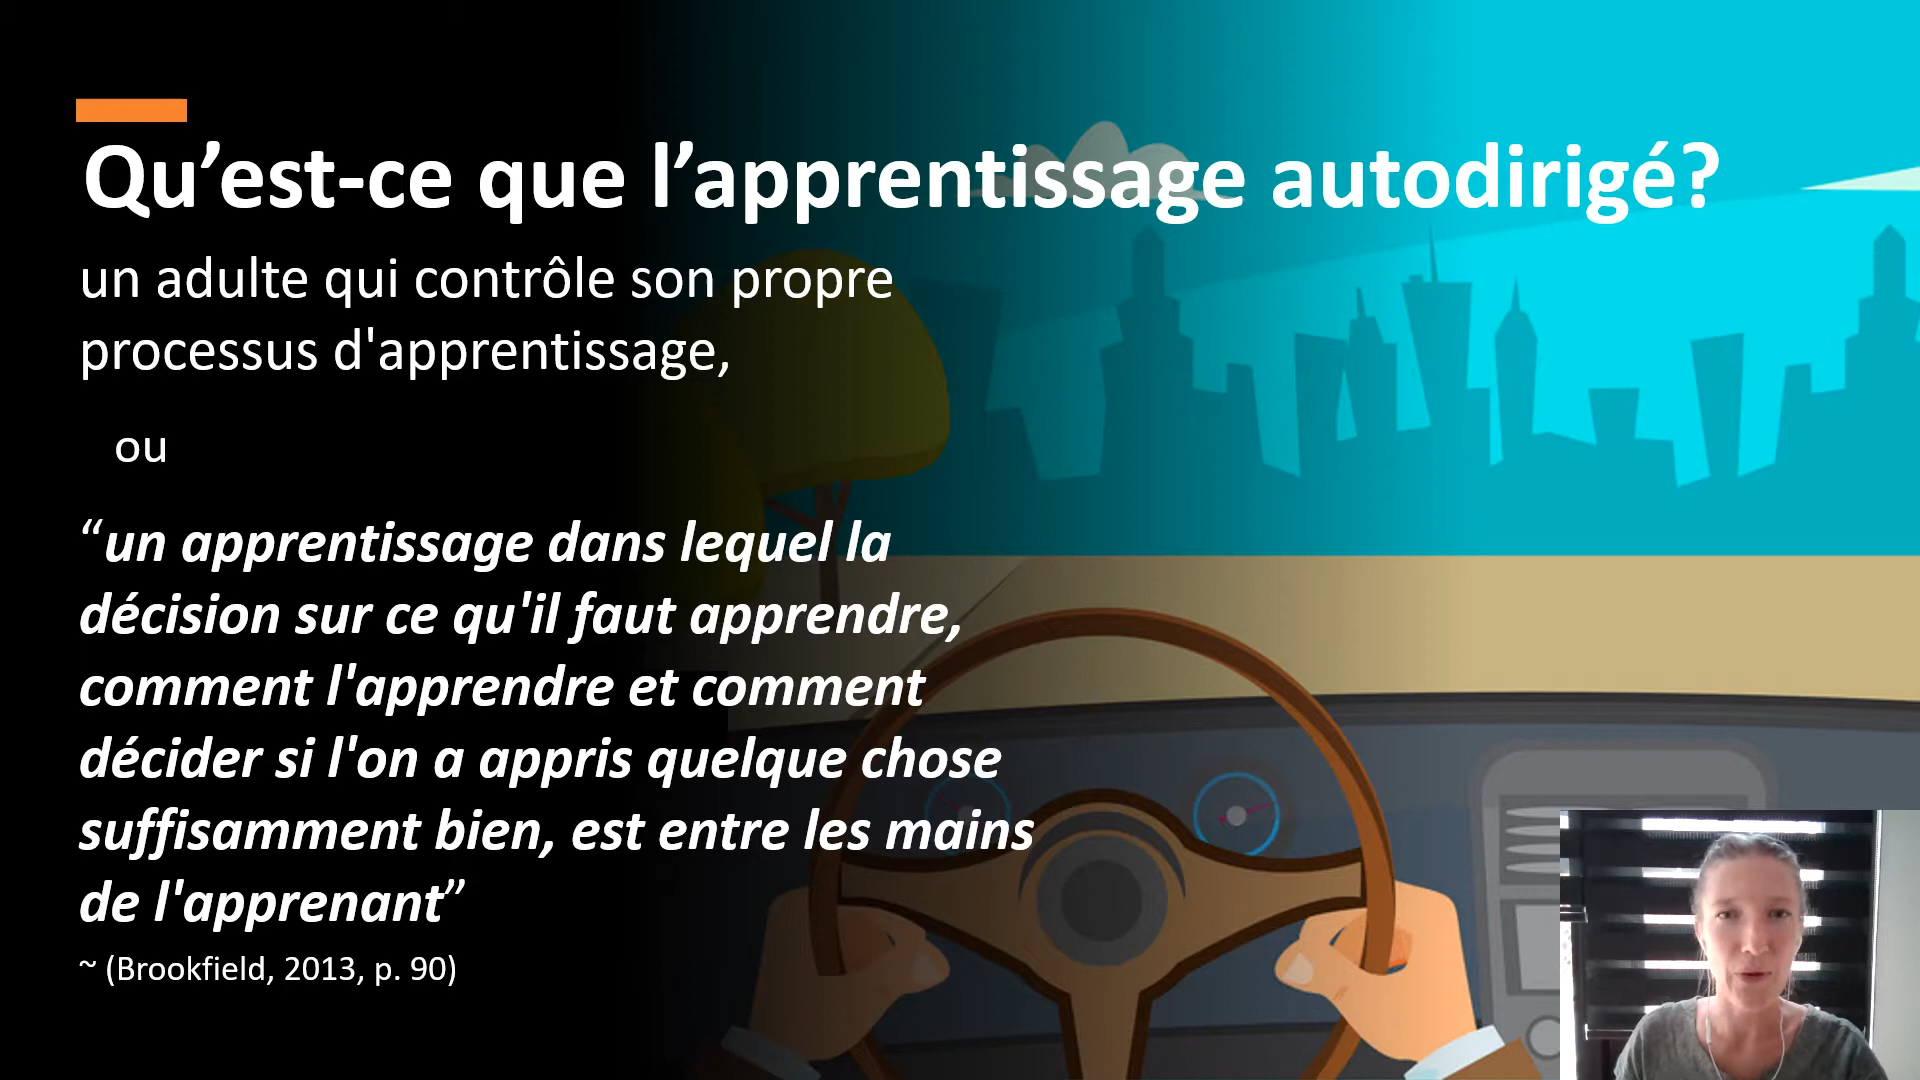 Qu’est-ce que l’apprentissage autodirigé?
un adulte qui contrôle son propre
processus d'apprentissage,
ou
“un apprentissage dans lequel la
décision sur ce qu'il faut apprendre,
comment l'apprendre et comment
décider si l'on a appris quelque chose
suffisamment bien, est entre les mains
de l'apprenant”
~ (Brookfield, 2013, p. 90)